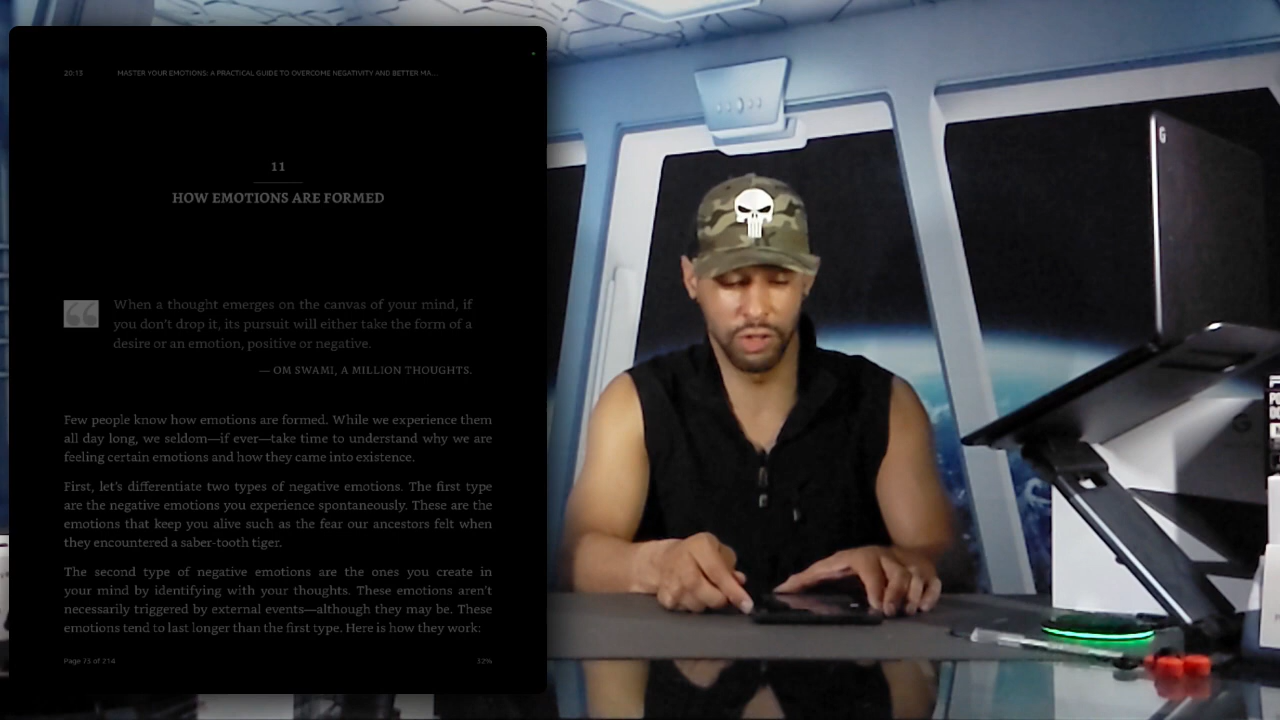 20:13 MASTER YOUR EMOTIONS: A PRACTICAL GUIDE TO OVERCOME NEGATIVITY AND BETTER MA...
11
HOW EMOTIONS ARE FORMED
When a thought emerges on the canvas of your mind, if
you don't drop it, its pursuit will either take the form of a
desire or an emotion, positive or negative.
— OM SWAMI, A MILLION THOUGHTS.
Few people know how emotions are formed. While we experience them
all day long, we seldom—if ever—take time to understand why we are
feeling certain emotions and how they came into existence.
First, let's differentiate two types of negative emotions. The first type
are the negative emotions you experience spontaneously. These are the
emotions that keep you alive such as the fear our ancestors felt when
they encountered a saber-tooth tiger.
The second type of negative emotions are the ones you create in
your mind by identifying with your thoughts. These emotions aren't
necessarily triggered by external events—although they may be. These
emotions tend to last longer than the first type. Here is how they work:
Page 75 of 214 32%
G